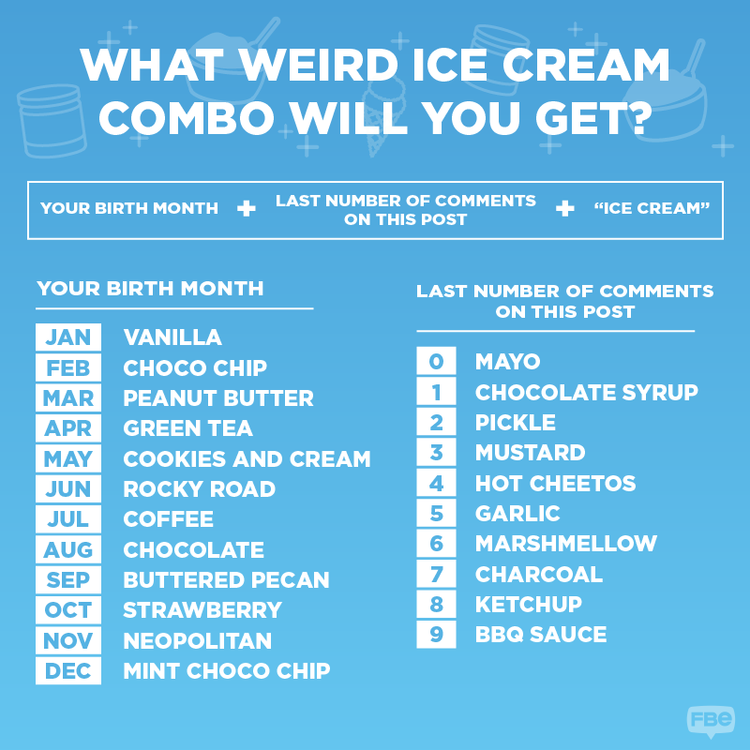 WHAT WEIRD ICE CREAM
COMBO WILL YOU GET?
YOUR BIRTH MONTH + LAST NUMBER OF COMMENTS ON THIS POST + “ICE CREAM”
YOUR BIRTH MONTH
JAN VANILLA
FEB CHOCO CHIP
MAR PEANUT BUTTER
APR GREEN TEA
MAY COOKIES AND CREAM
JUN ROCKY ROAD
JUL COFFEE
AUG CHOCOLATE
SEP BUTTERED PECAN
OCT STRAWBERRY
NOV NEOPOLITAN
DEC MINT CHOCO CHIP
LAST NUMBER OF COMMENTS
ON THIS POST
0 MAYO
1 CHOCOLATE SYRUP
2 PICKLE
3 MUSTARD
4 HOT CHEETOS
5 GARLIC
6 MARSHMELLOW
7 CHARCOAL
8 KETCHUP
9 BBQ SAUCE
FBe